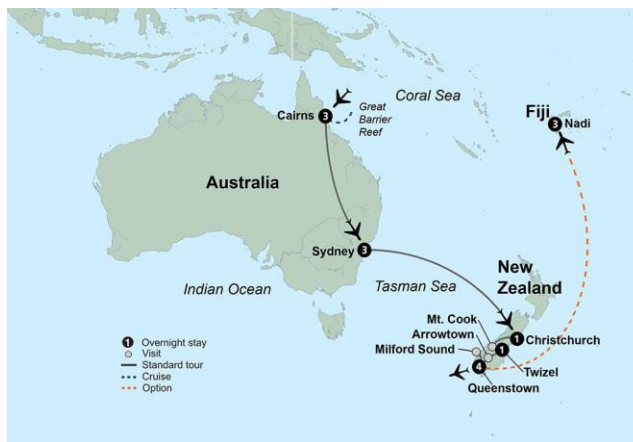 Coral Sea
Great
Barrier
Reef
Cairns
3
Fiji
3
Nadi
Australia
Sydney
3
Indian Ocean
Tasman Sea
New
Zealand
Mt. Cook
Arrowtown
Milford Sound
1
Christchurch
1
Twizel
4
Queenstown
1 Overnight stay
Visit
Standard tour
Cruise
Option